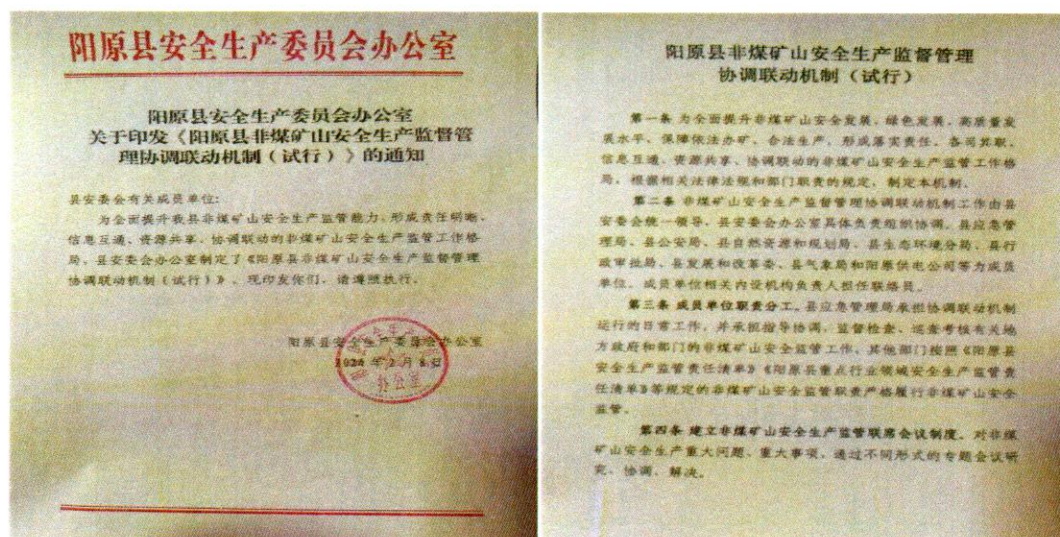 阳原县安全生产委员会办公室
阳原县安全生产委员会办公室
关于印发《阳原县非煤矿山安全生产监督管
理协调联动机制（试行）》的通知
县安委会有关成员单位：
为全面提升我县非煤矿山安全生产监管能力，形成责任明晰、
信息互通、资源共享、协调联动的非煤矿山安全生产监管工作格
局，县安委会办公室制定了《阳原县非煤矿山安全生产监督管理
协调联动机制（试行）》，现印发你们，请遵照执行。
阳原县安全生产委员会办公室
年2月8日
办公室
阳原县非煤矿山安全生产监督管理
协调联动机制（试行）
第一条 为全面提升非煤矿山安全发展、绿色发展、高质量发
展水平，保障依法办矿、合法生产，形成落实责任、各司其职、
信息互通、资源共享、协调联动的非煤矿山安全生产监管工作格
局，根据相关法律法规和部门职责的规定，制定本机制。
第二条 非煤矿山安全生产监督管理协调联动机制工作由县
安委会统一领导，县安委会办公室具体负责组织协调。县应急管
理局、县公安局、县自然资源和规划局、县生态环境分局、县行
政审批局、县发展和改革委、县气象局和阳原供电公司等为成员
单位。成员单位相关内设机构负责人担任联络员。
第三条 成员单位职责分工。县应急管理局承担协调联动机制
运行的日常工作，并承担指导协调、监督检查、巡查考核有关地
方政府和部门的非煤矿山安全监管工作，其他部门按照《阳原县
安全生产监管责任清单》《阳原县重点行业领域安全生产监管责
任清单》等规定的非煤矿山安全监管职责严格履行非煤矿山安全
监管。
第四条 建立非煤矿山安全生产监管联席会议制度。对非煤
矿山安全生产重大问题、重大事项，通过不同形式的专题会议研
究、协调、解决。